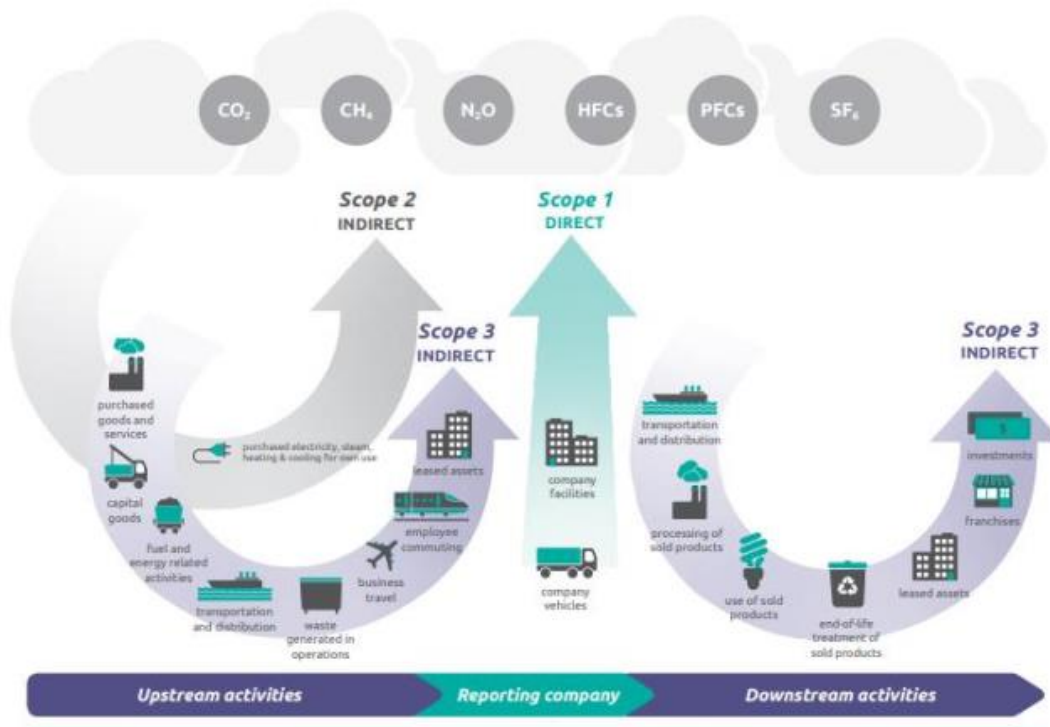 CO₂
CH₄
N₂O
HFCs
PFCs
SF₆
Scope 2
INDIRECT
Scope 1
DIRECT
Scope 3
INDIRECT
Scope 3
INDIRECT
purchased
goods and
services
capital
goods
fuel and
energy related
activities
transportation
and distribution
waste
generated in
operations
business
travel
employee
commuting
leased assets
purchased electricity, steam,
heating & cooling for own use
company
facilities
company
vehicles
transportation
and distribution
processing of
sold products
use of sold
products
end-of-life
treatment of
sold products
leased assets
franchises
investments
$
Upstream activities
Reporting company
Downstream activities